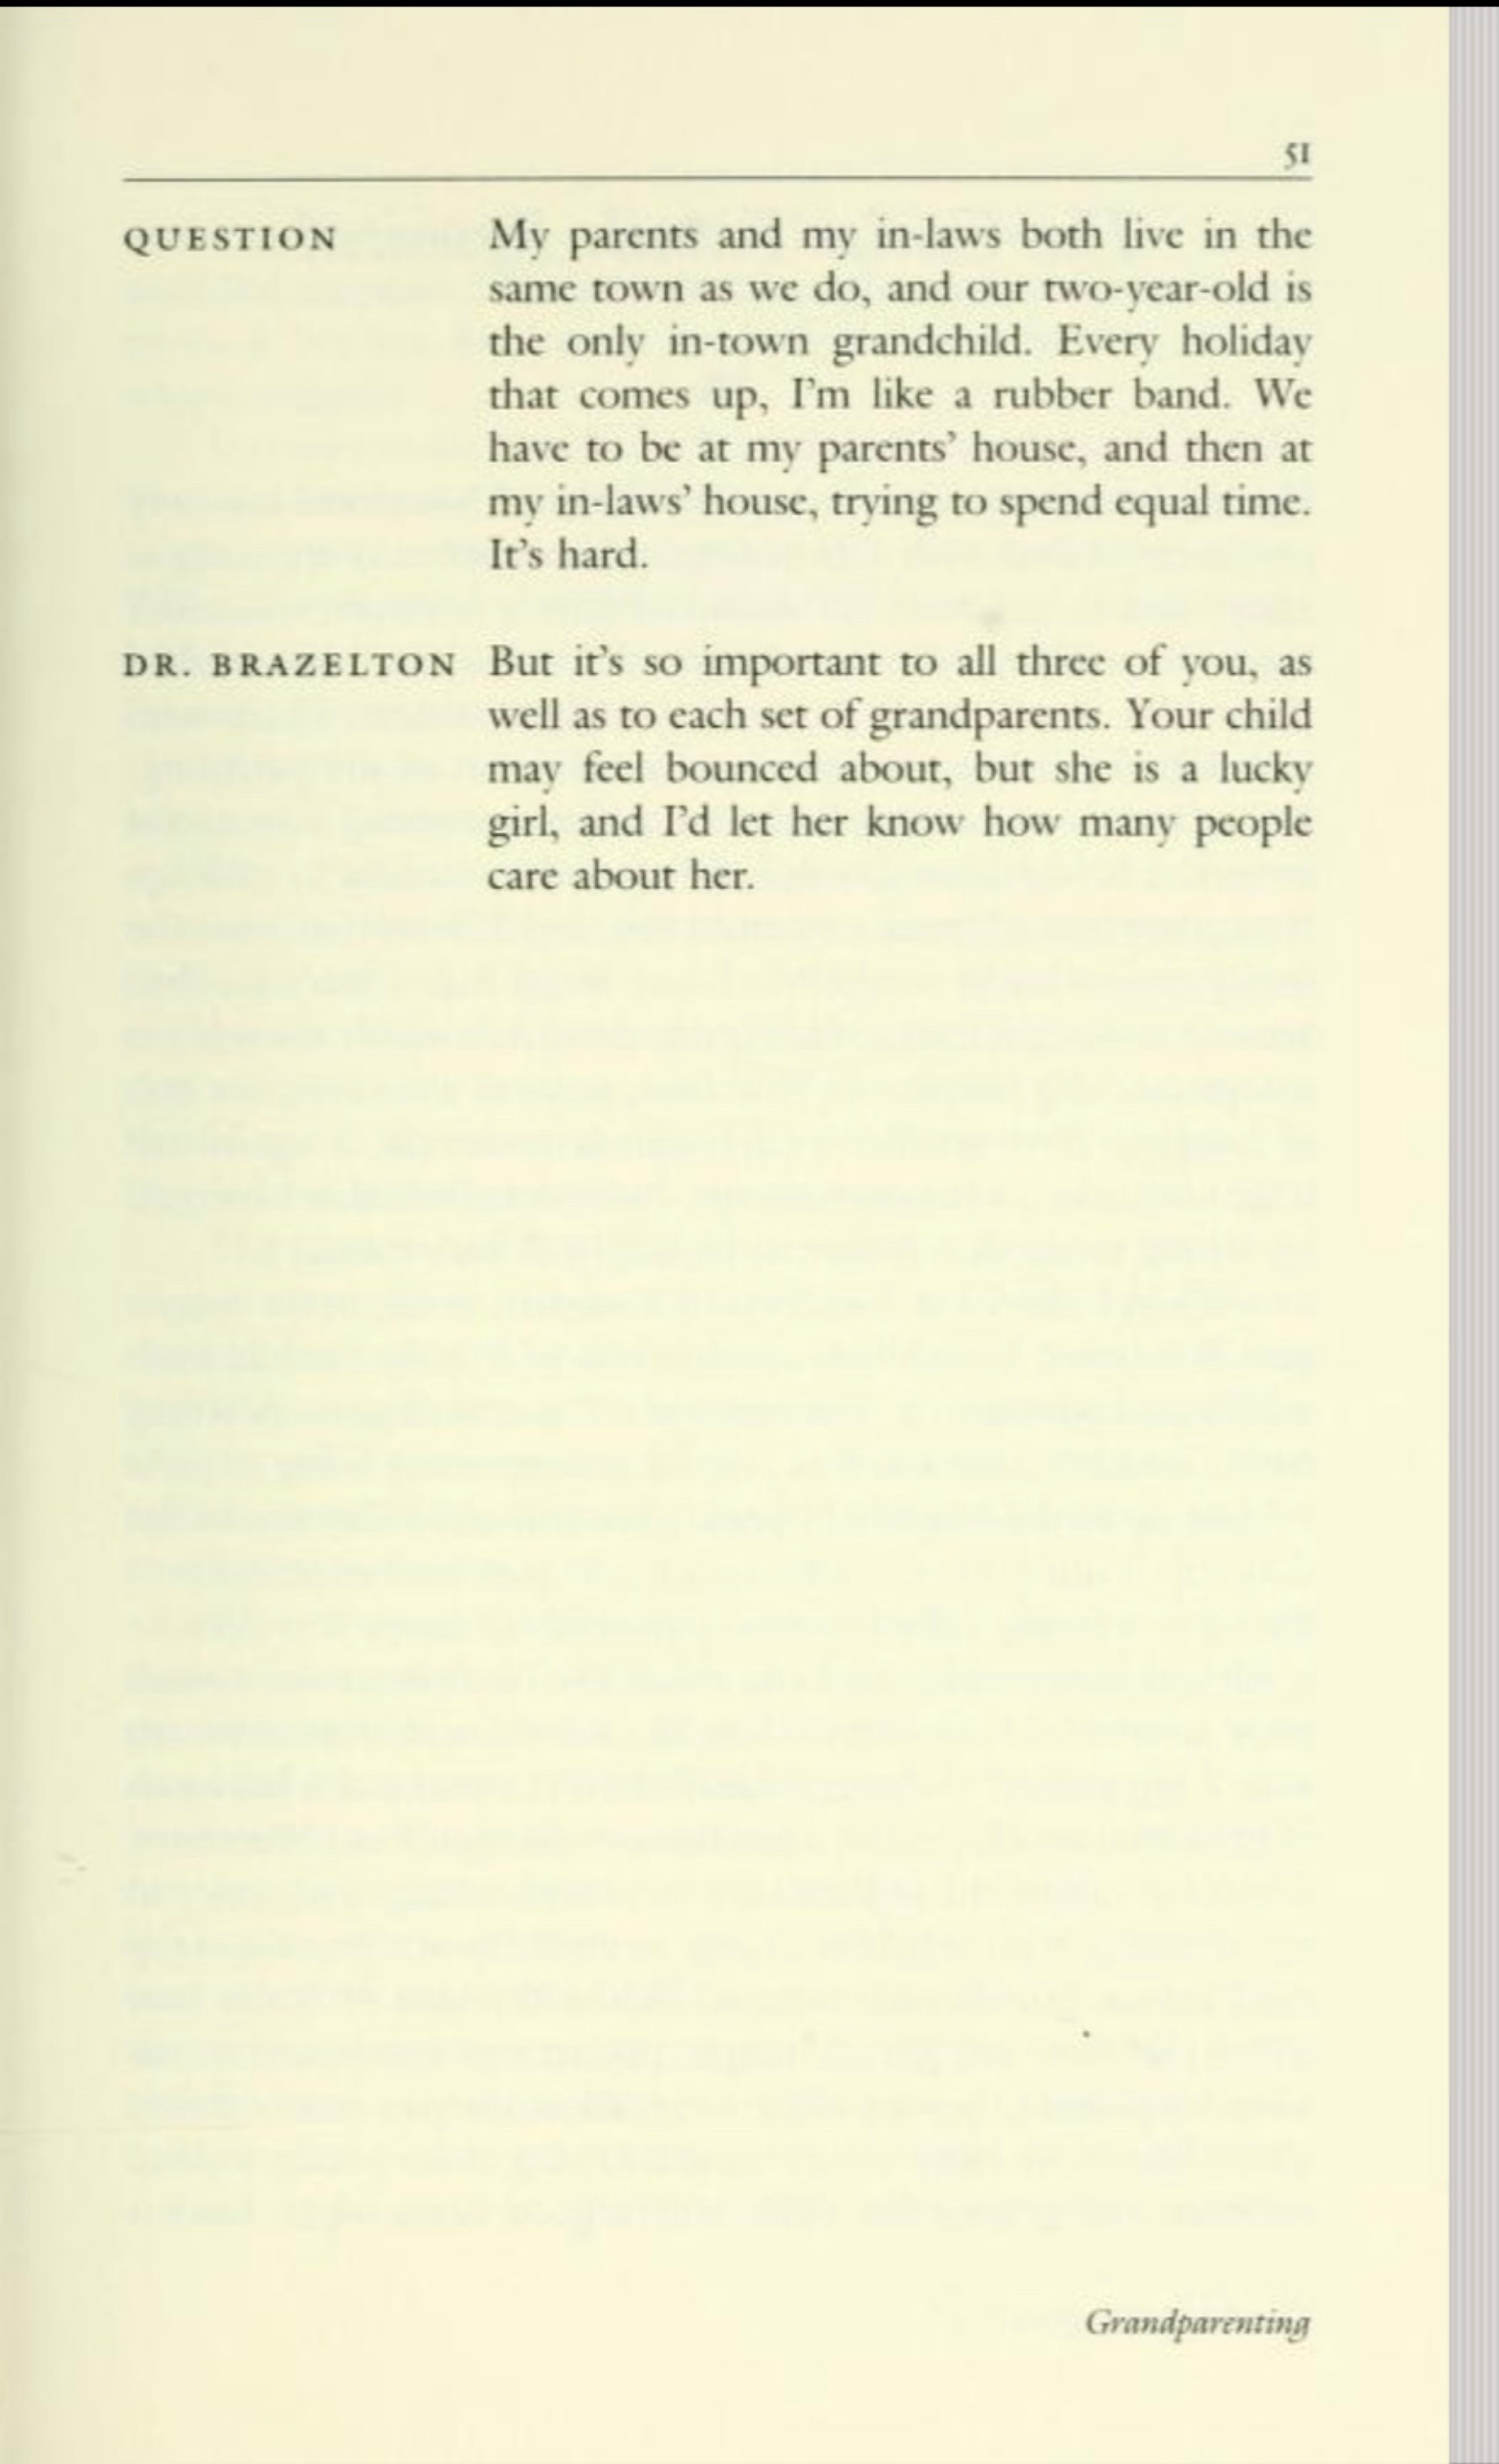 51
QUESTION My parents and my in-laws both live in the
same town as we do, and our two-year-old is
the only in-town grandchild. Every holiday
that comes up, I'm like a rubber band. We
have to be at my parents' house, and then at
my in-laws' house, trying to spend equal time.
It's hard.
DR. BRAZELTON But it's so important to all three of you, as
well as to each set of grandparents. Your child
may feel bounced about, but she is a lucky
girl, and I'd let her know how many people
care about her.
Grandparenting